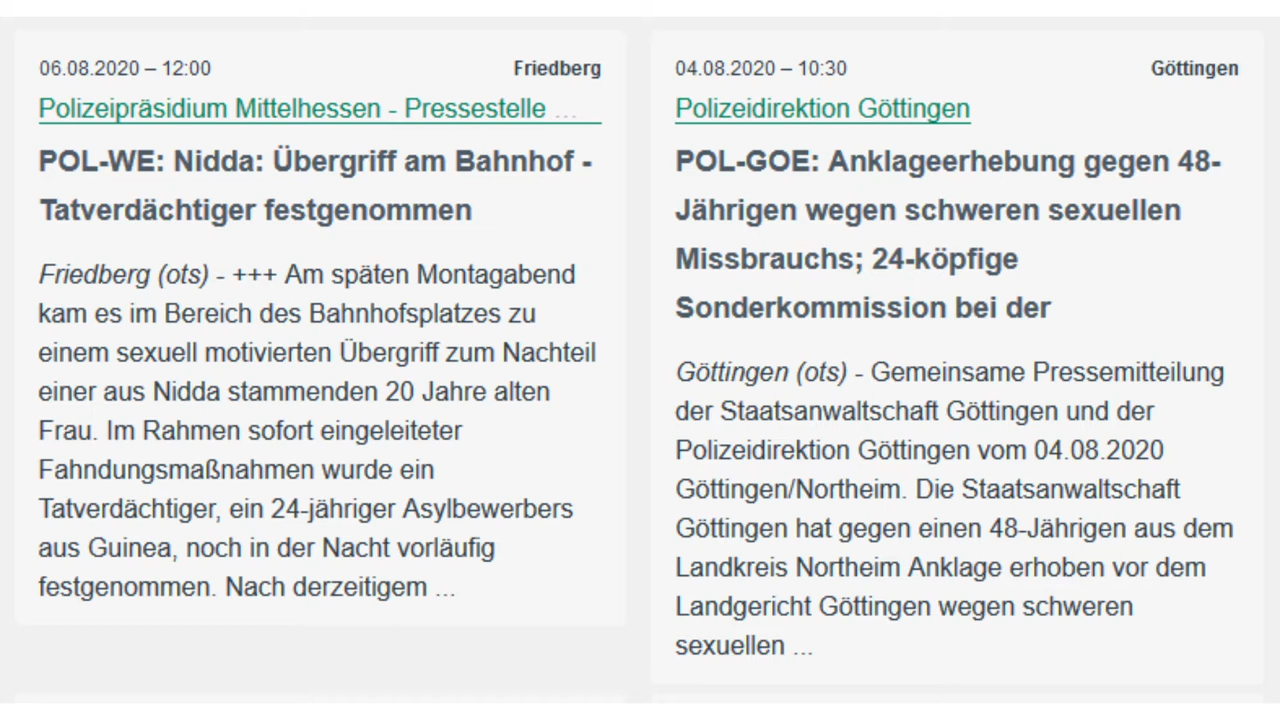 06.08.2020 – 12:00 Friedberg
Polizeipräsidium Mittelhessen - Pressestelle ...
POL-WE: Nidda: Übergriff am Bahnhof -
Tatverdächtiger festgenommen
Friedberg (ots) - +++ Am späten Montagabend
kam es im Bereich des Bahnhofsplatzes zu
einem sexuell motivierten Übergriff zum Nachteil
einer aus Nidda stammenden 20 Jahre alten
Frau. Im Rahmen sofort eingeleiteter
Fahndungsmaßnahmen wurde ein
Tatverdächtiger, ein 24-jähriger Asylbewerbers
aus Guinea, noch in der Nacht vorläufig
festgenommen. Nach derzeitigem ...
04.08.2020 – 10:30 Göttingen
Polizeidirektion Göttingen
POL-GOE: Anklageerhebung gegen 48-
Jährigen wegen schweren sexuellen
Missbrauchs; 24-köpfige
Sonderkommission bei der
Göttingen (ots) - Gemeinsame Pressemitteilung
der Staatsanwaltschaft Göttingen und der
Polizeidirektion Göttingen vom 04.08.2020
Göttingen/Northeim. Die Staatsanwaltschaft
Göttingen hat gegen einen 48-Jährigen aus dem
Landkreis Northeim Anklage erhoben vor dem
Landgericht Göttingen wegen schweren
sexuellen ...